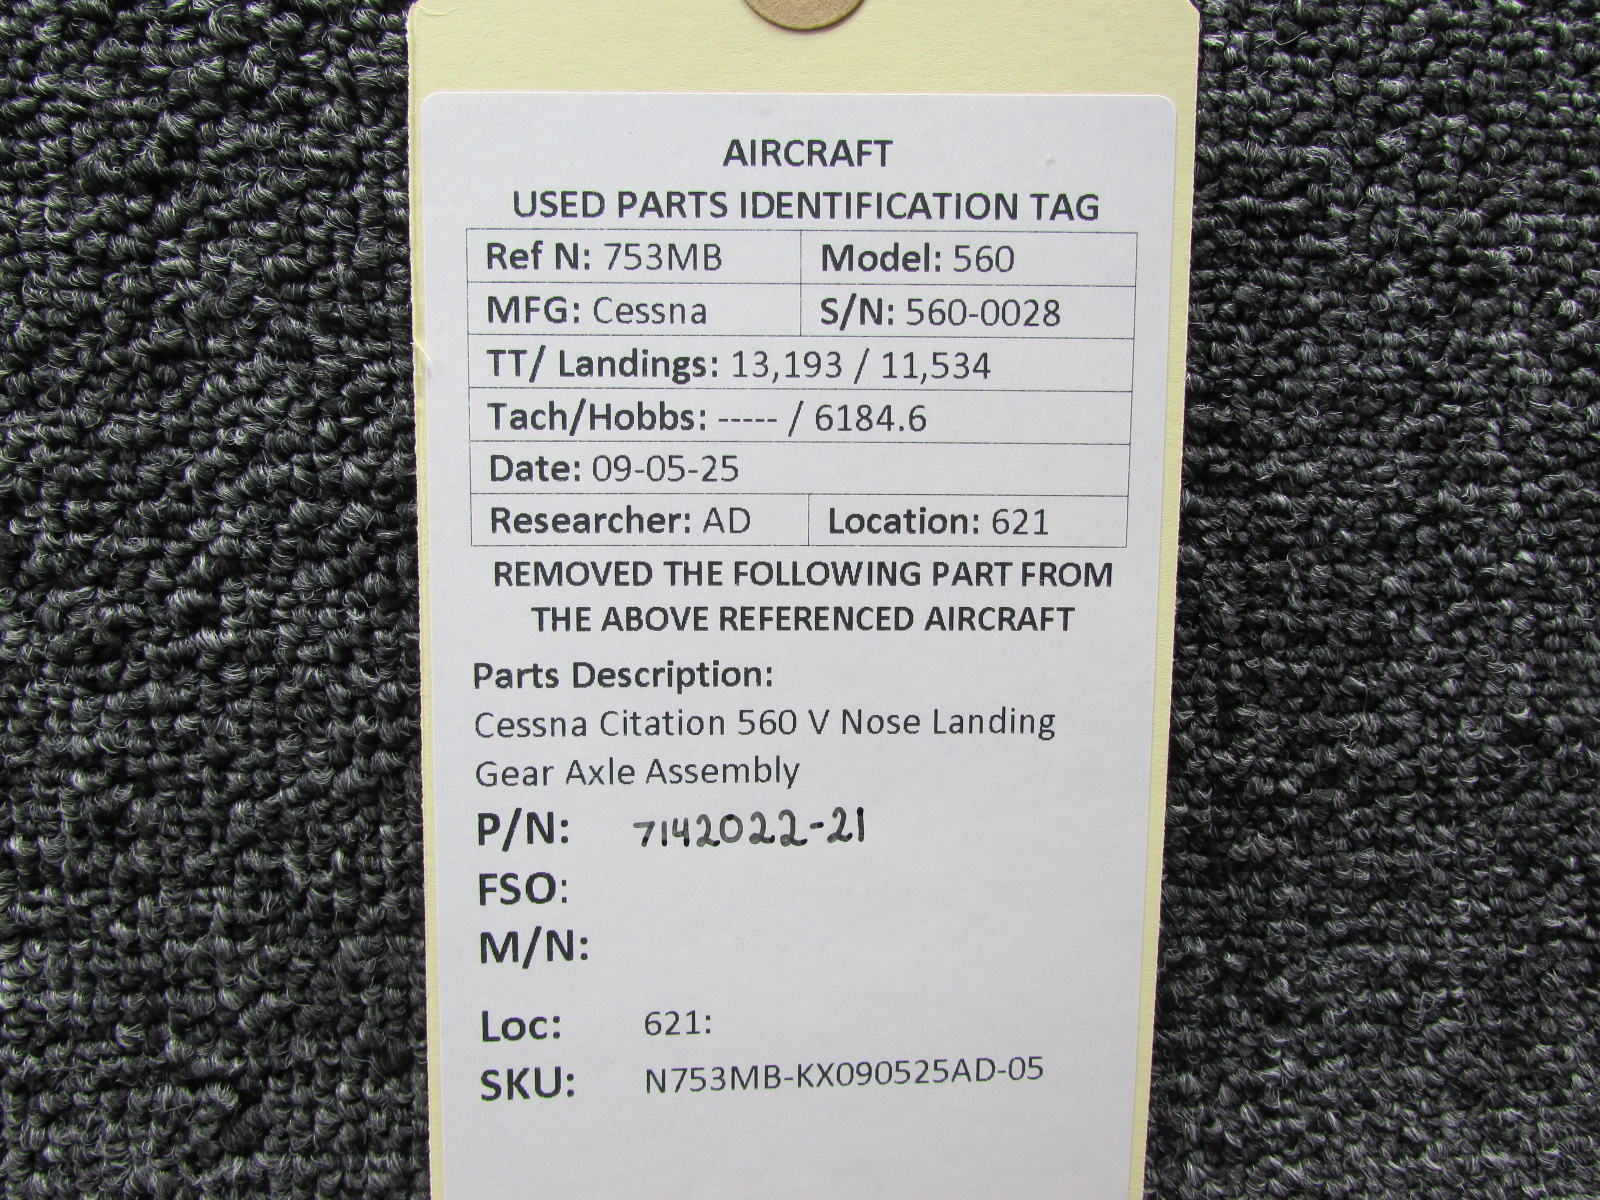 AIRCRAFT
USED PARTS IDENTIFICATION TAG
Ref N: 753MB Model: 560
MFG: Cessna S/N: 560-0028
TT/ Landings: 13,193 / 11,534
Tach/Hobbs: ----- / 6184.6
Date: 09-05-25
Researcher: AD Location: 621
REMOVED THE FOLLOWING PART FROM
THE ABOVE REFERENCED AIRCRAFT
Parts Description:
Cessna Citation 560 V Nose Landing
Gear Axle Assembly
P/N: 7142022-21
FSO:
M/N:
Loc: 621:
SKU: N753MB-KX090525AD-05